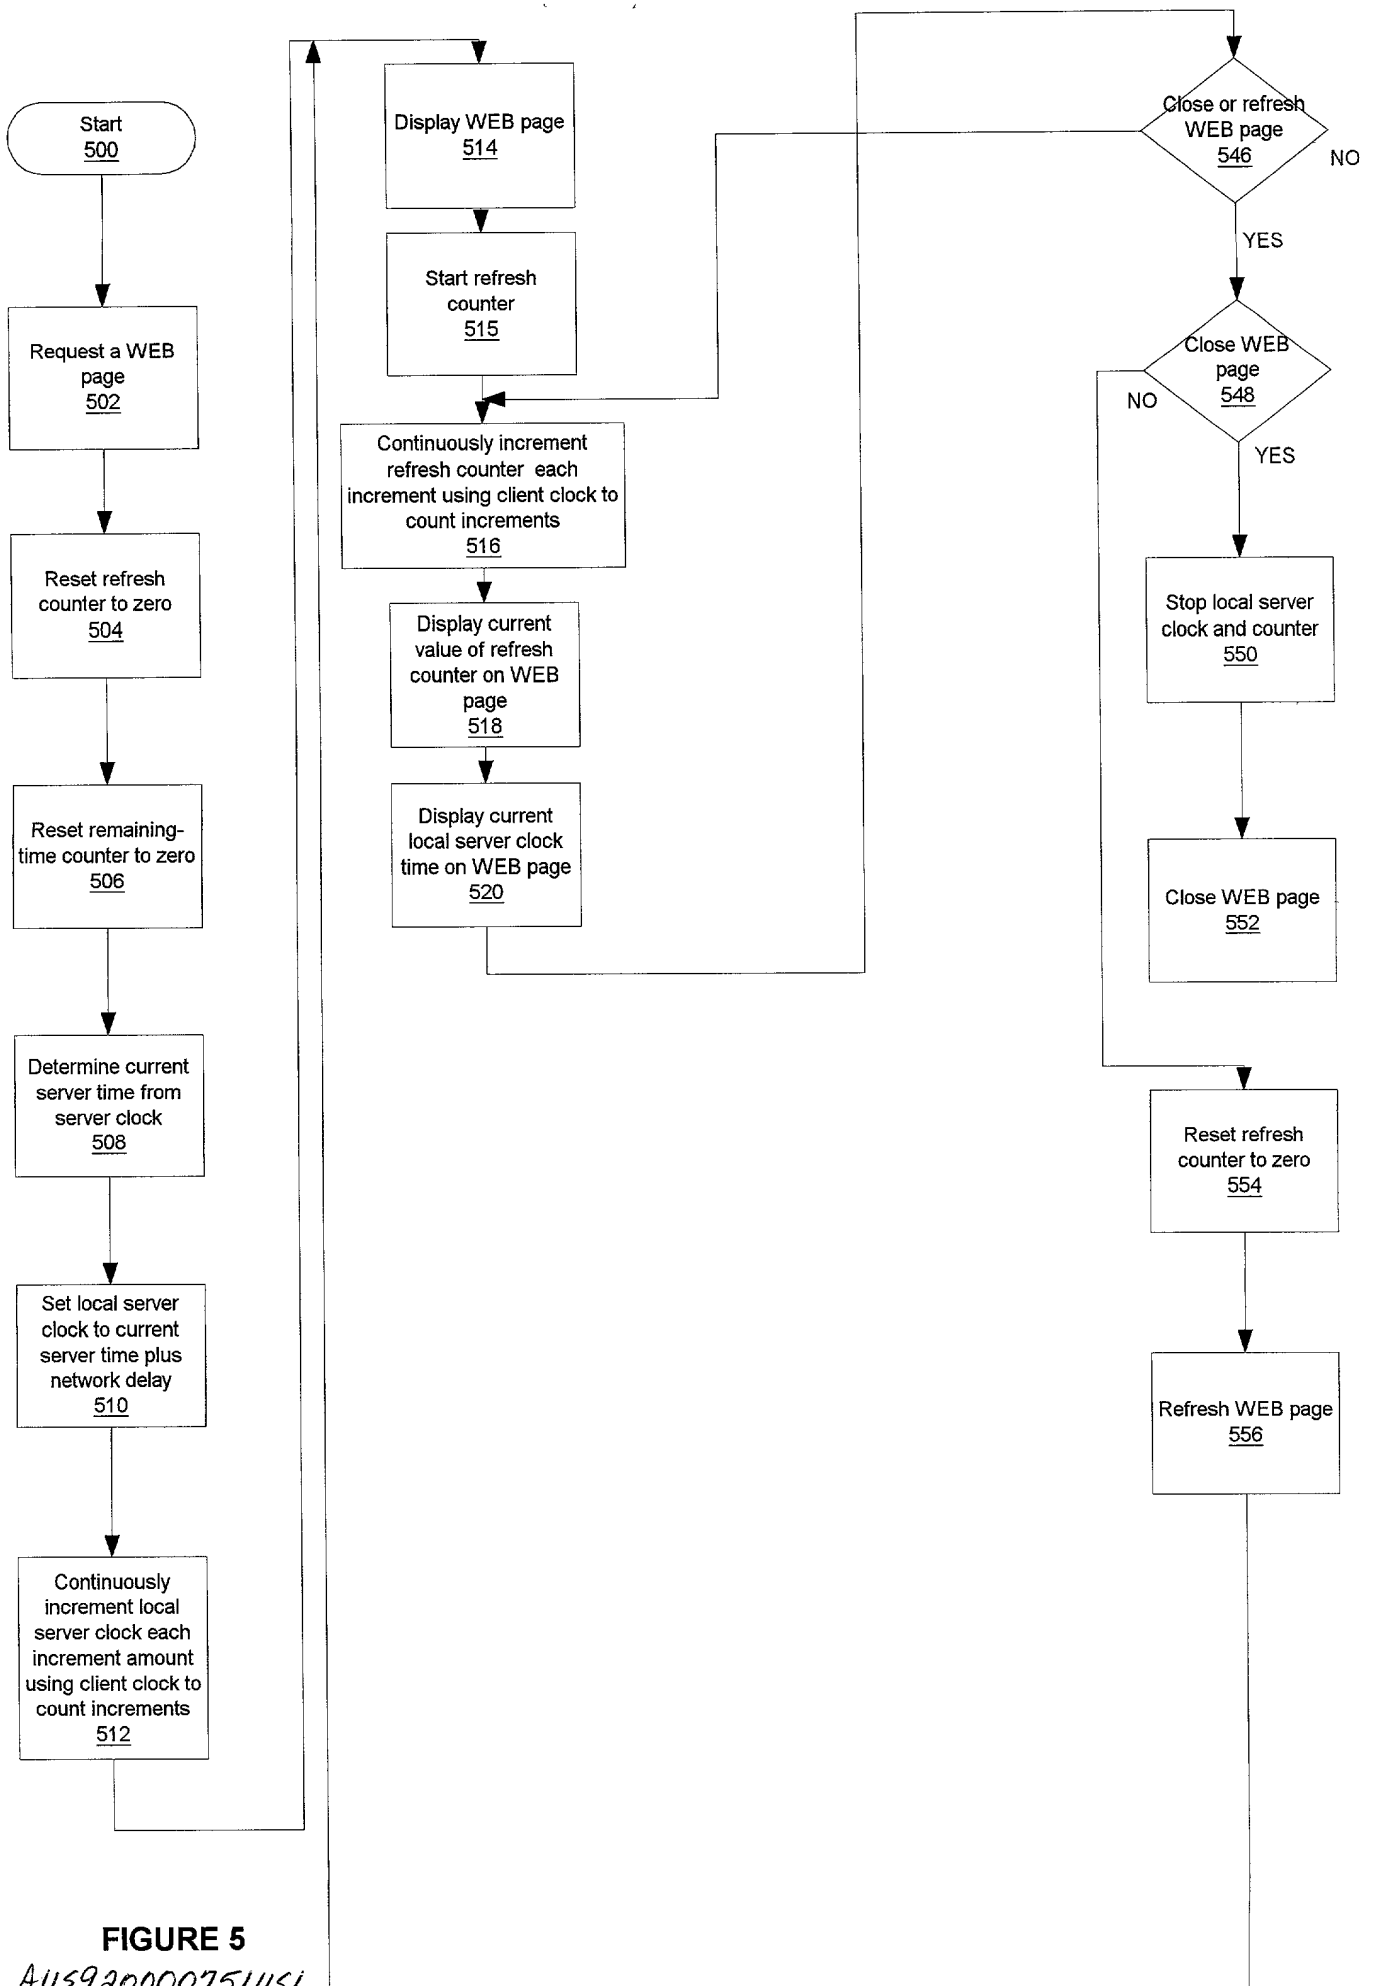 Start
500
Request a WEB
page
502
Reset refresh
counter to zero
504
Reset remaining-
time counter to zero
506
Determine current
server time from
server clock
508
Set local server
clock to current
server time plus
network delay
510
Continuously
increment local
server clock each
increment amount
using client clock to
count increments
512
Display WEB page
514
Start refresh
counter
515
Continuously increment
refresh counter each
increment using client clock to
count increments
516
Display current
value of refresh
counter on WEB
page
518
Display current
local server clock
time on WEB page
520
Close or refresh
WEB page
546
NO
YES
Close WEB
page
548
NO
YES
Stop local server
clock and counter
550
Close WEB page
552
Reset refresh
counter to zero
554
Refresh WEB page
556
FIGURE 5